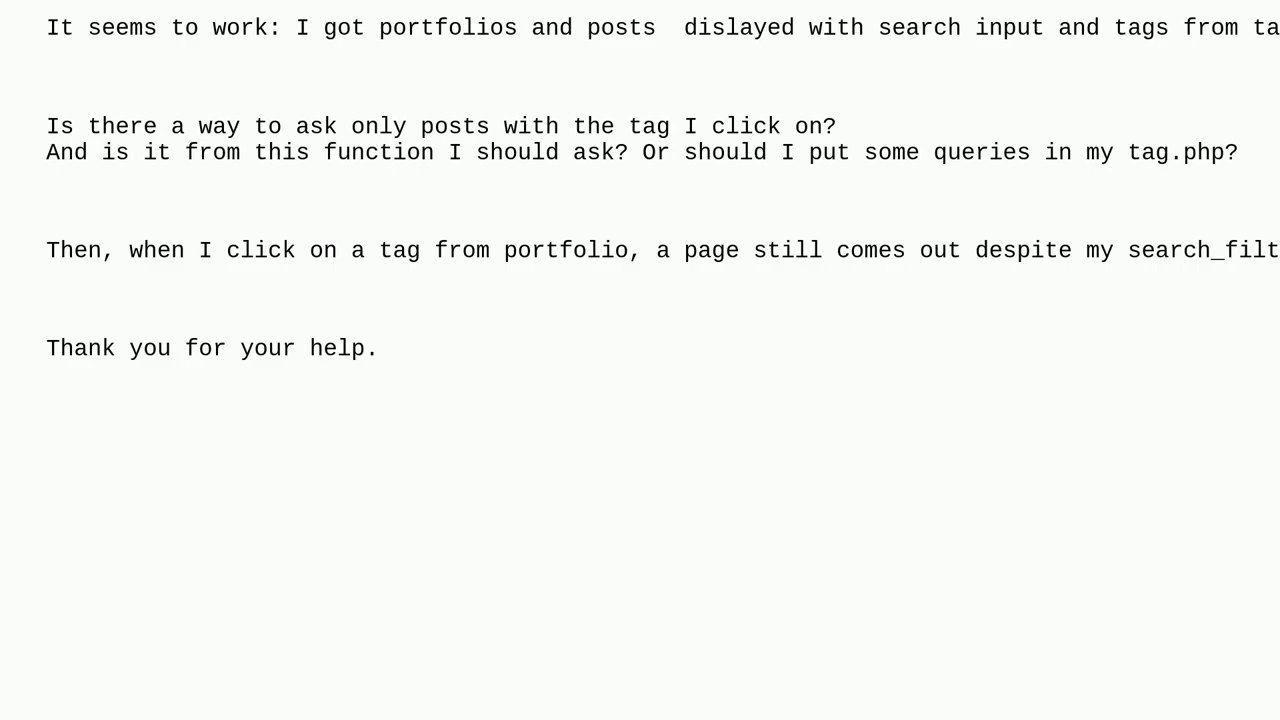 It seems to work: I got portfolios and posts  dislayed with search input and tags from ta
Is there a way to ask only posts with the tag I click on?
And is it from this function I should ask? Or should I put some queries in my tag.php?
Then, when I click on a tag from portfolio, a page still comes out despite my search_filt
Thank you for your help.